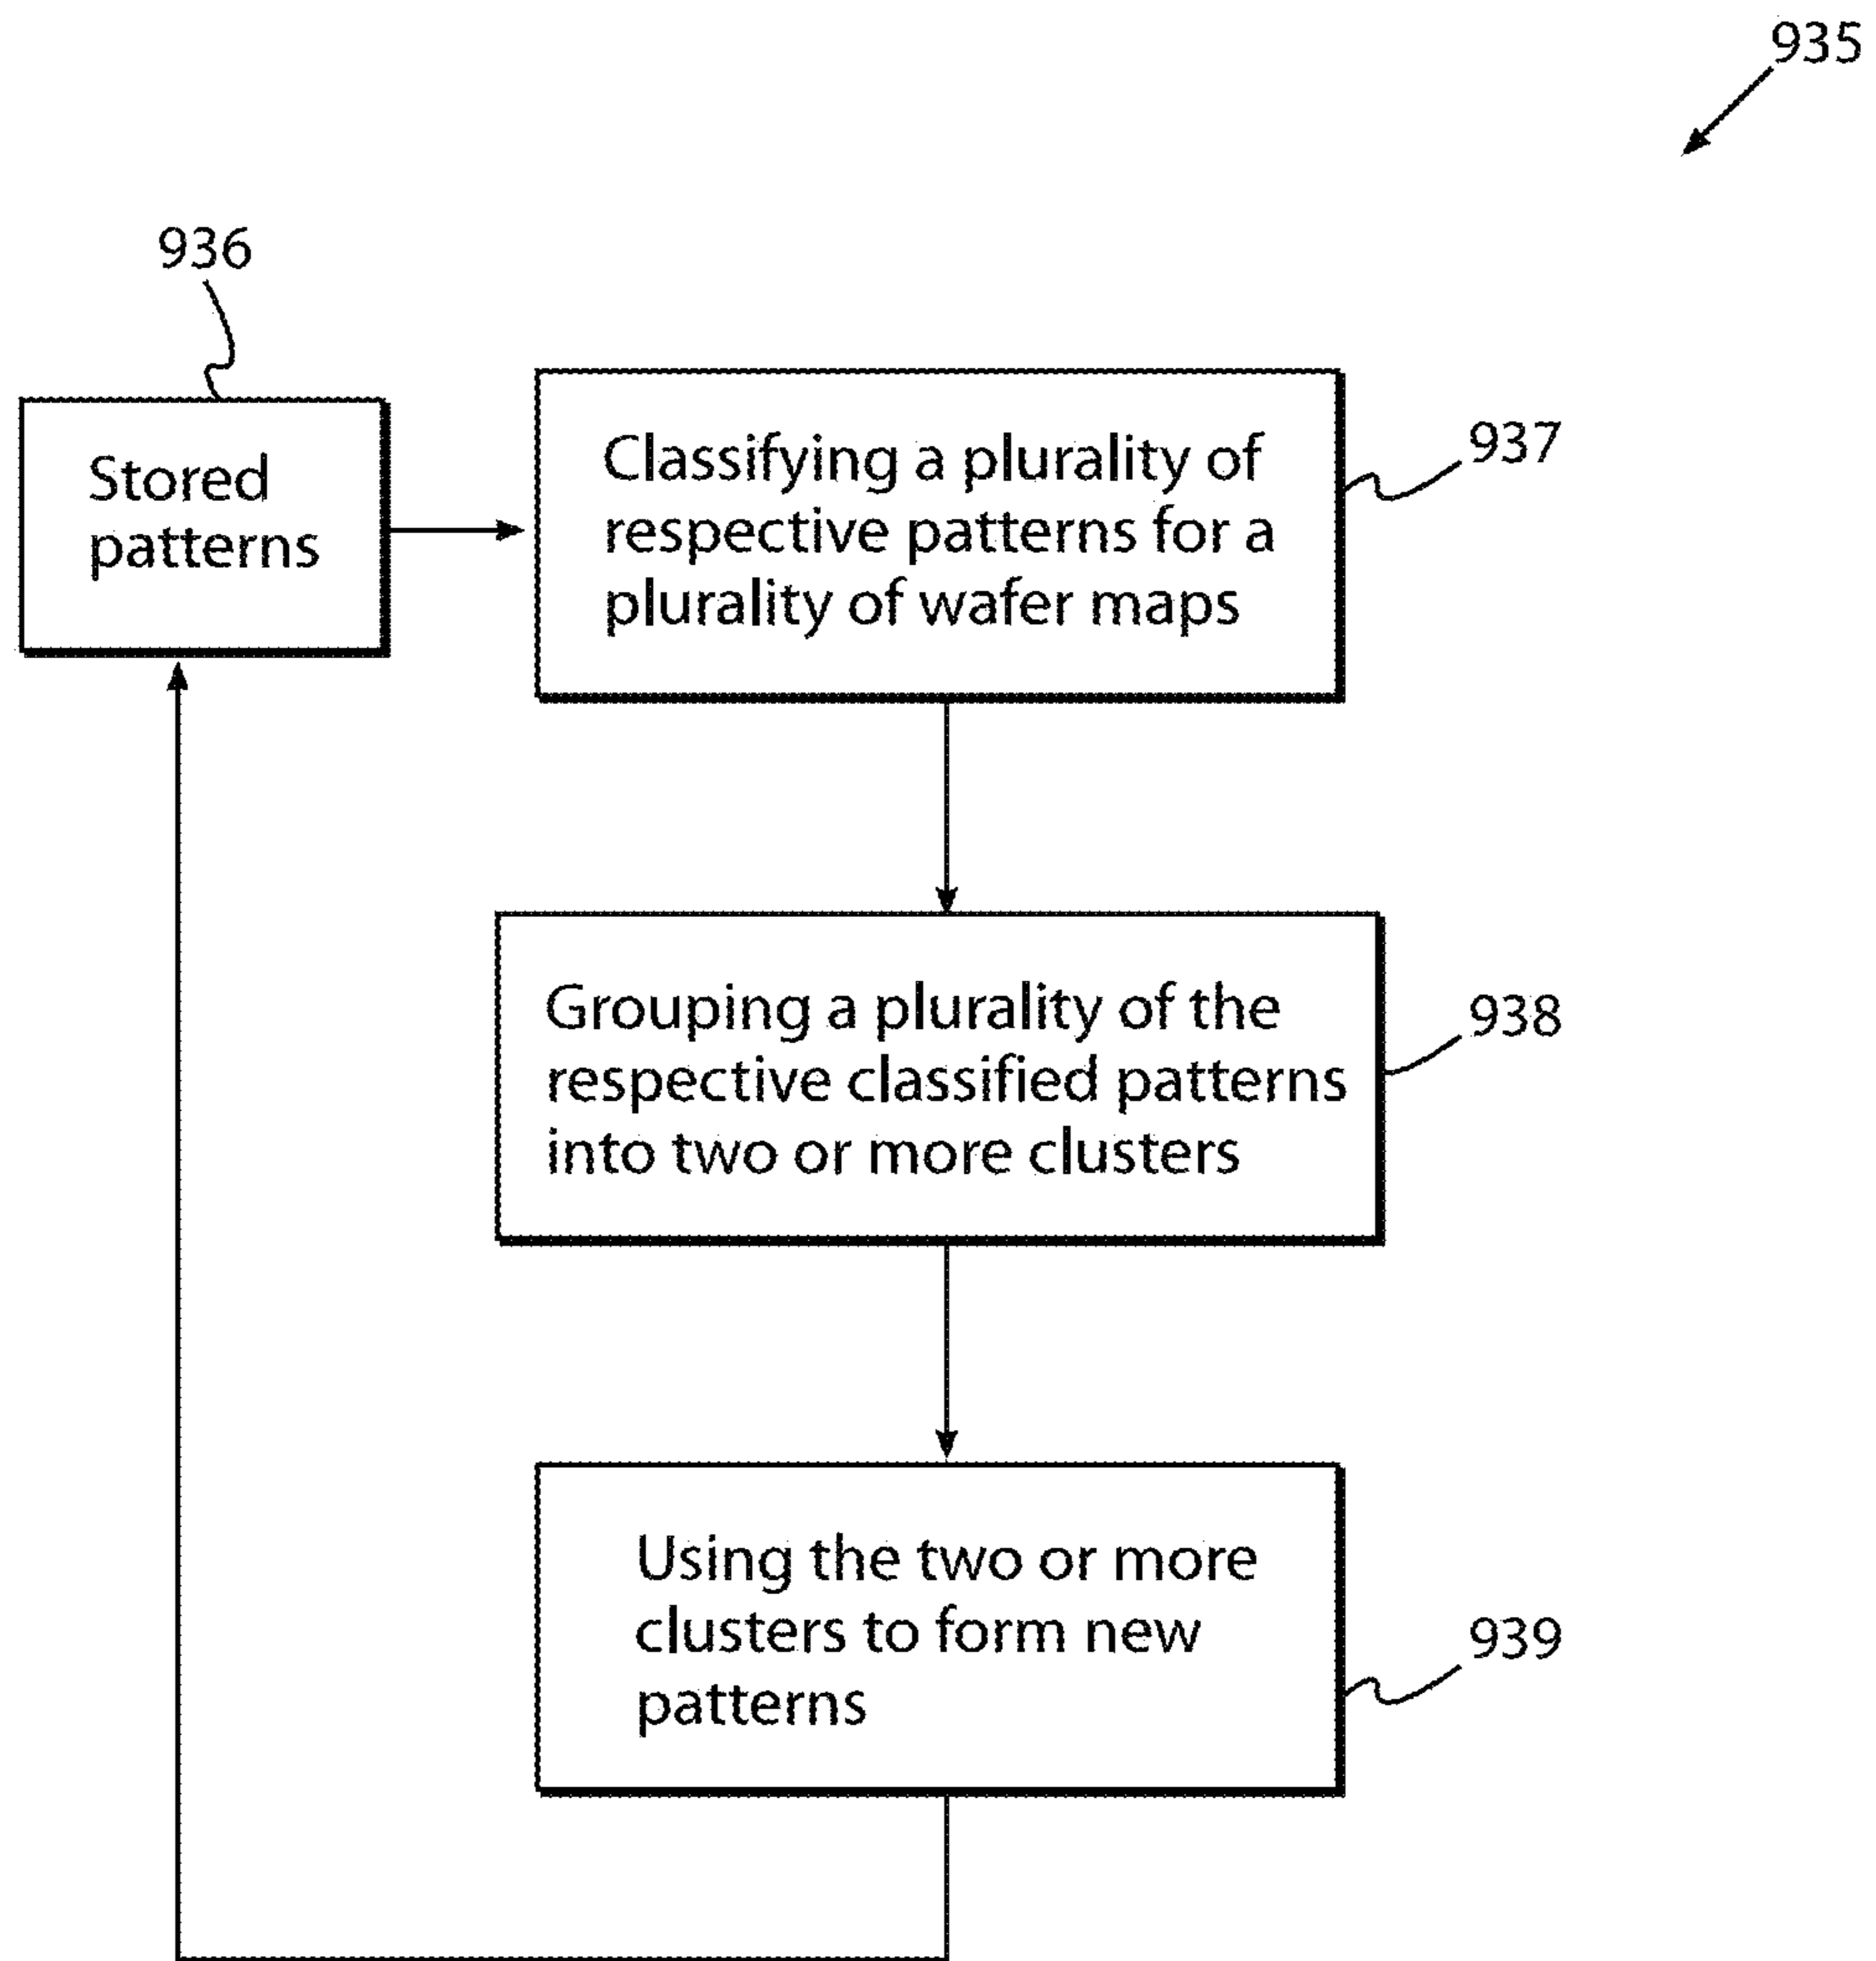 935
936
Stored
patterns
Classifying a plurality of
respective patterns for a
plurality of wafer maps
937
Grouping a plurality of the
respective classified patterns
into two or more clusters
938
Using the two or more
clusters to form new
patterns
939